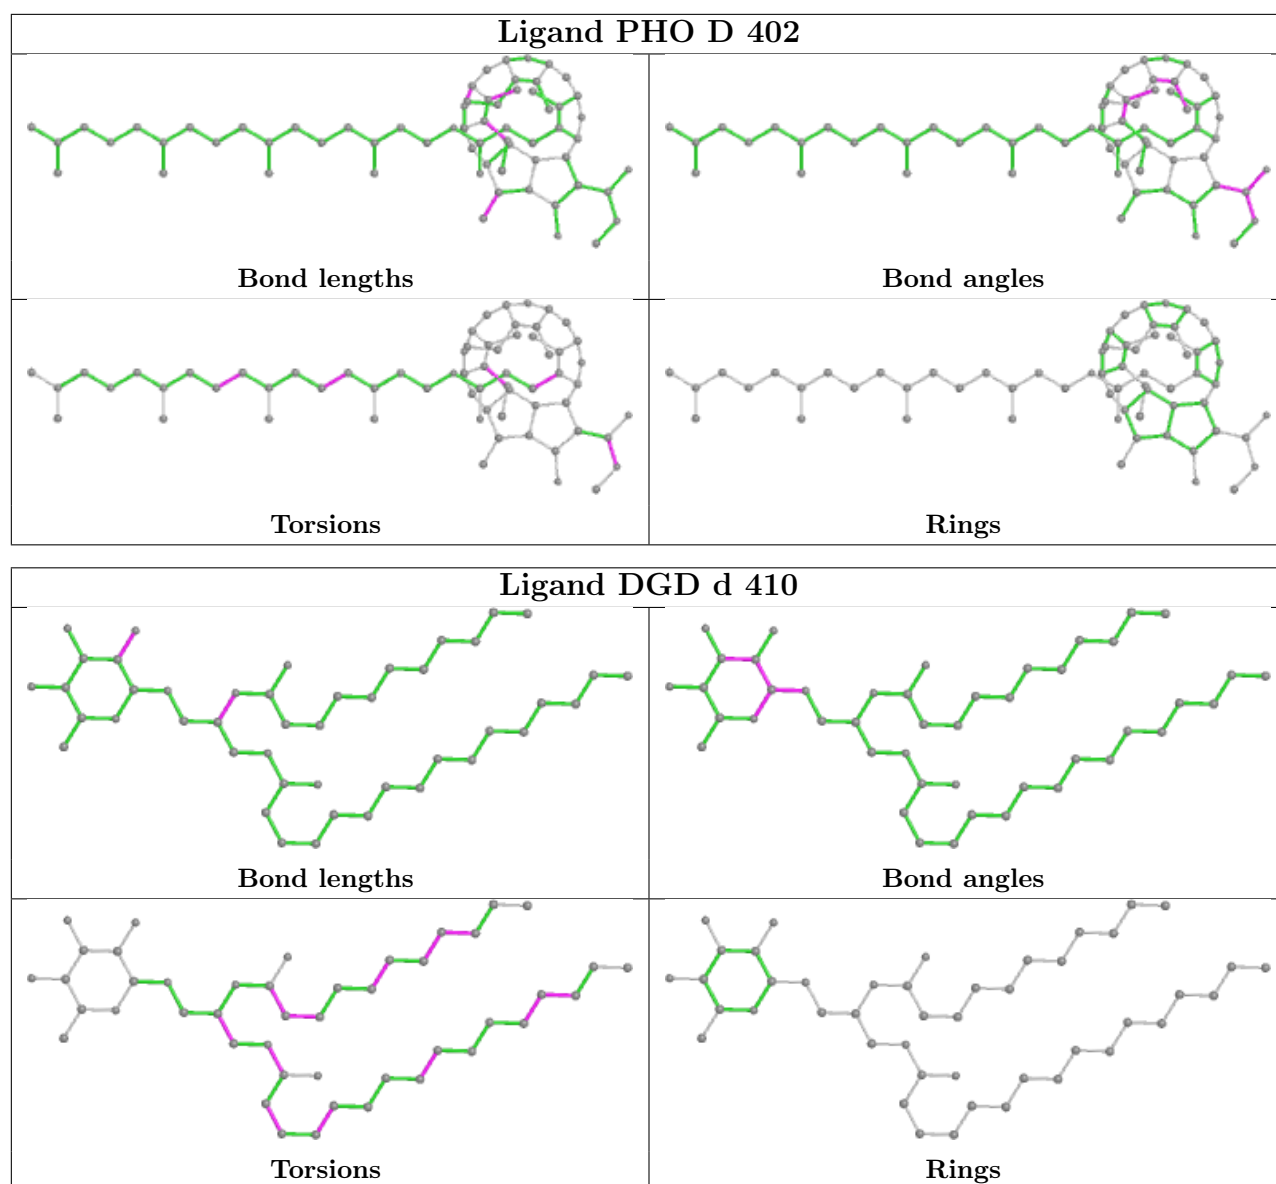 Ligand PHO D 402
Bond lengths
Bond angles
Torsions
Rings
Ligand DGD d 410
Bond lengths
Bond angles
Torsions
Rings